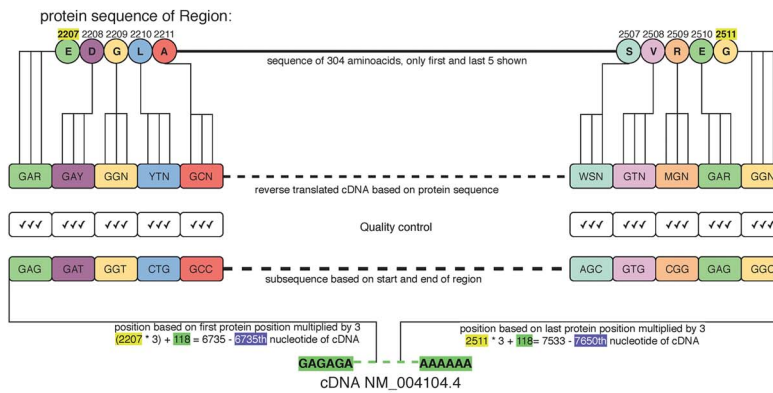 protein sequence of Region:
2207 2208 2209 2210 2211 2507 2508 2509 2510 2511
E D G L A S V R E G
sequence of 304 aminoacids, only first and last 5 shown
GAR GAY GGN YTN GCN WSN GTN MGN GAR GGN
reverse translated cDNA based on protein sequence
✓✓✓ ✓✓✓ ✓✓✓ ✓✓✓ ✓✓✓ Quality control ✓✓✓ ✓✓✓ ✓✓✓ ✓✓✓ ✓✓✓
GAG GAT GGT CTG GCC AGC GTG CGG GAG GGC
subsequence based on start and end of region
position based on first protein position multiplied by 3
(2207 * 3) + 118 = 6735 - 6735th nucleotide of cDNA
position based on last protein position multiplied by 3
2511 * 3 + 118= 7533 - 7650th nucleotide of cDNA
GAGAGA AAAAAA
cDNA NM_004104.4